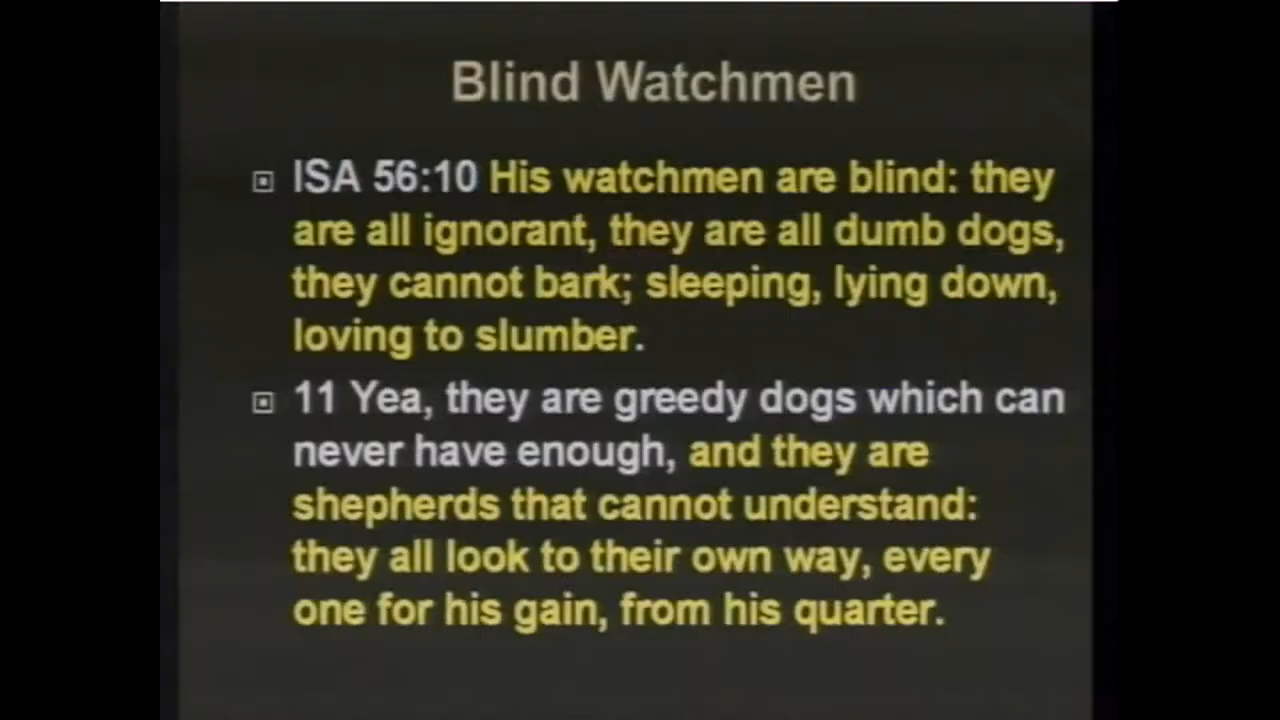 Blind Watchmen
ISA 56:10 His watchmen are blind: they
are all ignorant, they are all dumb dogs,
they cannot bark; sleeping, lying down,
loving to slumber.
11 Yea, they are greedy dogs which can
never have enough, and they are
shepherds that cannot understand:
they all look to their own way, every
one for his gain, from his quarter.